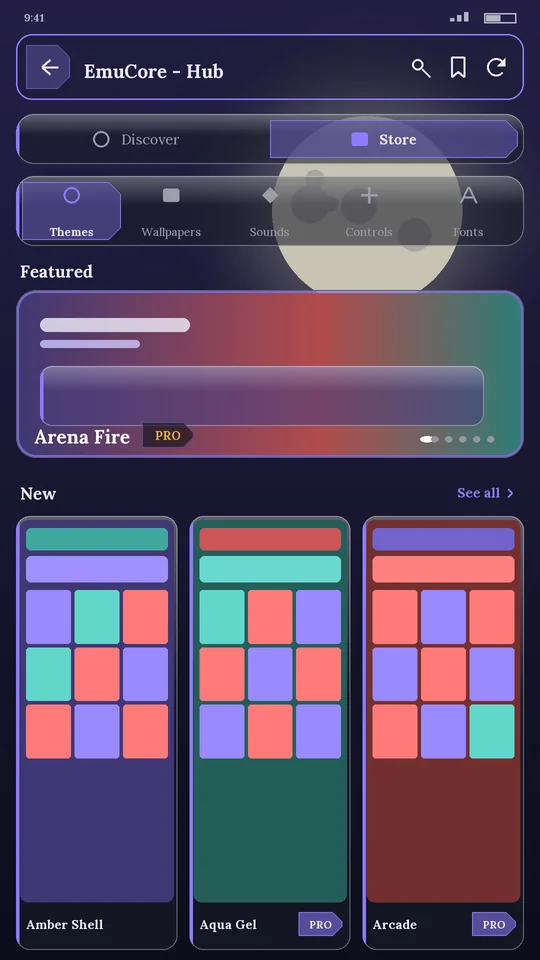 9:41
EmuCore - Hub
Discover
Store
Themes
Wallpapers
Sounds
Controls
Fonts
Featured
Arena Fire
PRO
New
See all
Amber Shell
Aqua Gel
PRO
Arcade
PRO